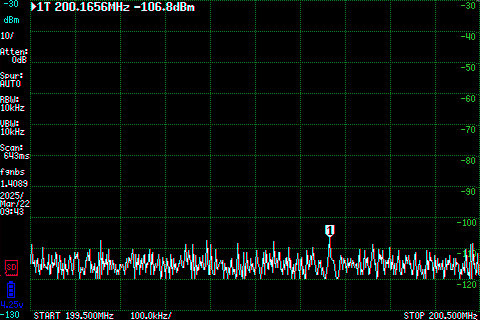 -30
1T 200.1656MHz -106.8dBm
-30
dBm
10/
-40
Atten:
0dB
-50
Spur:
AUTO
-60
RBW:
10kHz
VBW:
10kHz
-70
Scan:
643ms
-80
fgnbs
1.4089
-90
2025/
Mar/22
09:43
-100
1
SD
-120
4.25v
-130
START 199.500MHz
100.0kHz/
STOP 200.500MHz